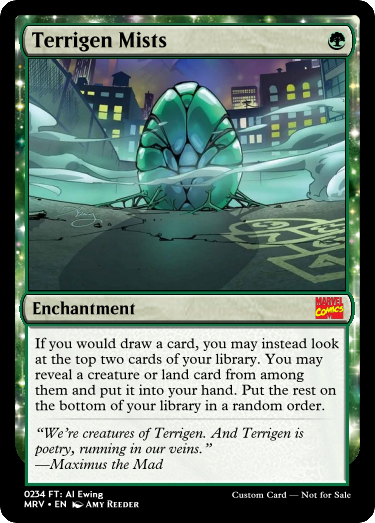 Terrigen Mists
Enchantment
MARVEL
COMICS
If you would draw a card, you may instead look
at the top two cards of your library. You may
reveal a creature or land card from among
them and put it into your hand. Put the rest on
the bottom of your library in a random order.
“We’re creatures of Terrigen. And Terrigen is
poetry, running in our veins.”
—Maximus the Mad
0234 FT: Al Ewing
MRV • EN Amy Reeder
Custom Card — Not for Sale